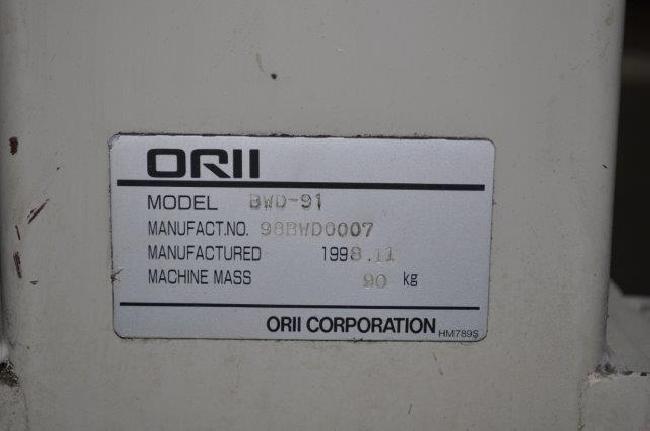 ORII
MODEL BWD-91
MANUFACT.NO. 98BWD0007
MANUFACTURED 1998.11
MACHINE MASS 90 kg
ORII CORPORATION
HM789S